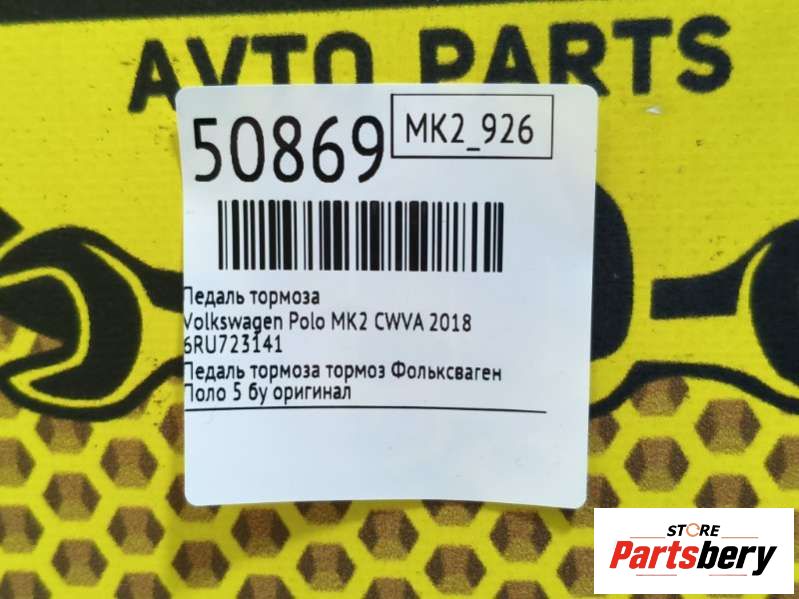 AVTO PARTS
50869
MK2_926
Педаль тормоза
Volkswagen Polo MK2 CWVA 2018
6RU723141
Педаль тормоза тормоз Фольксваген
Поло 5 бу оригинал
STORE
Partsbery